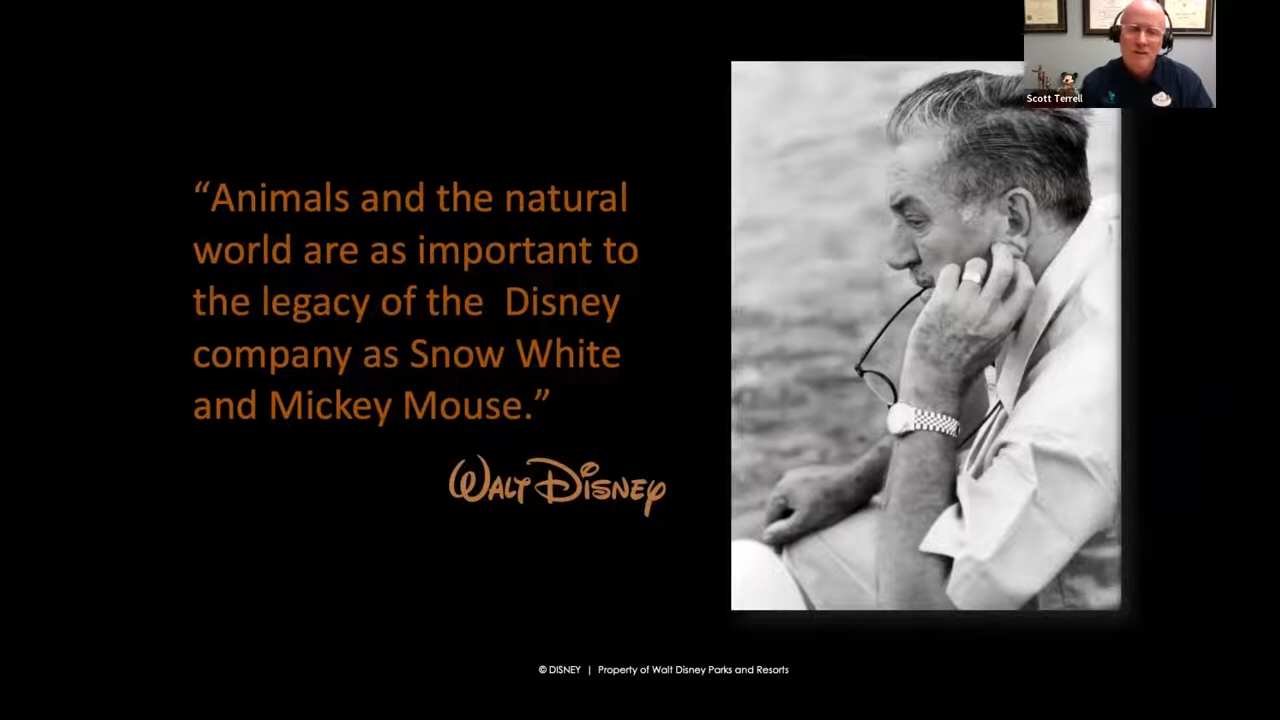 Scott Terrell
“Animals and the natural
world are as important to
the legacy of the Disney
company as Snow White
and Mickey Mouse.”
WALT DISNEY
© DISNEY | Property of Walt Disney Parks and Resorts